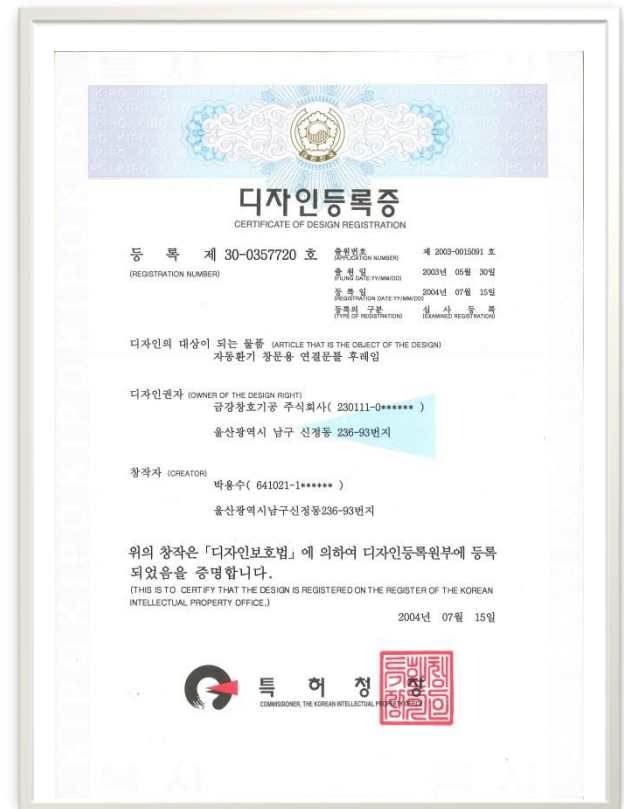 디자인등록증
CERTIFICATE OF DESIGN REGISTRATION
등 록 제 30-0357720 호
(REGISTRATION NUMBER)
출원번호 제 2003-0015091 호
(APPLICATION NUMBER)
출 원 일 2003년 05월 30일
(FILING DATE:YY/MM/DD)
등 록 일 2004년 07월 15일
(REGISTRATION DATE:YY/MM/DD)
등록의 구분 심 사 등 록
(TYPE OF REGISTRATION) (EXAMINED REGISTRATION)
디자인의 대상이 되는 물품 (ARTICLE THAT IS THE OBJECT OF THE DESIGN)
자동환기 창문용 연결문틀 후레임
디자인권자 (OWNER OF THE DESIGN RIGHT)
금강창호기공 주식회사( 230111-0****** )
울산광역시 남구 신정동 236-93번지
창작자 (CREATOR)
박용수( 641021-1****** )
울산광역시남구신정동236-93번지
위의 창작은 「디자인보호법」에 의하여 디자인등록원부에 등록
되었음을 증명합니다.
(THIS IS TO CERTIFY THAT THE DESIGN IS REGISTERED ON THE REGISTER OF THE KOREAN
INTELLECTUAL PROPERTY OFFICE.)
2004년 07월 15일
특 허 청 장
COMMISSIONER, THE KOREAN INTELLECTUAL PROPERTY OFFICE